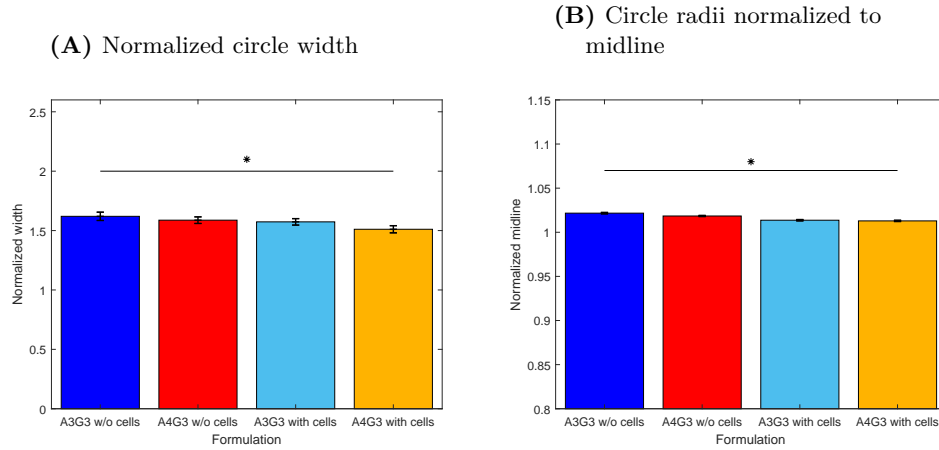 (A) Normalized circle width
2.5
2
1.5
1
0.5
0
Normalized width
*
A3G3 w/o cells A4G3 w/o cells A3G3 with cells A4G3 with cells
Formulation
(B) Circle radii normalized to
midline
1.15
1.1
1.05
1
0.95
0.9
0.85
0.8
Normalized midline
*
A3G3 w/o cells A4G3 w/o cells A3G3 with cells A4G3 with cells
Formulation